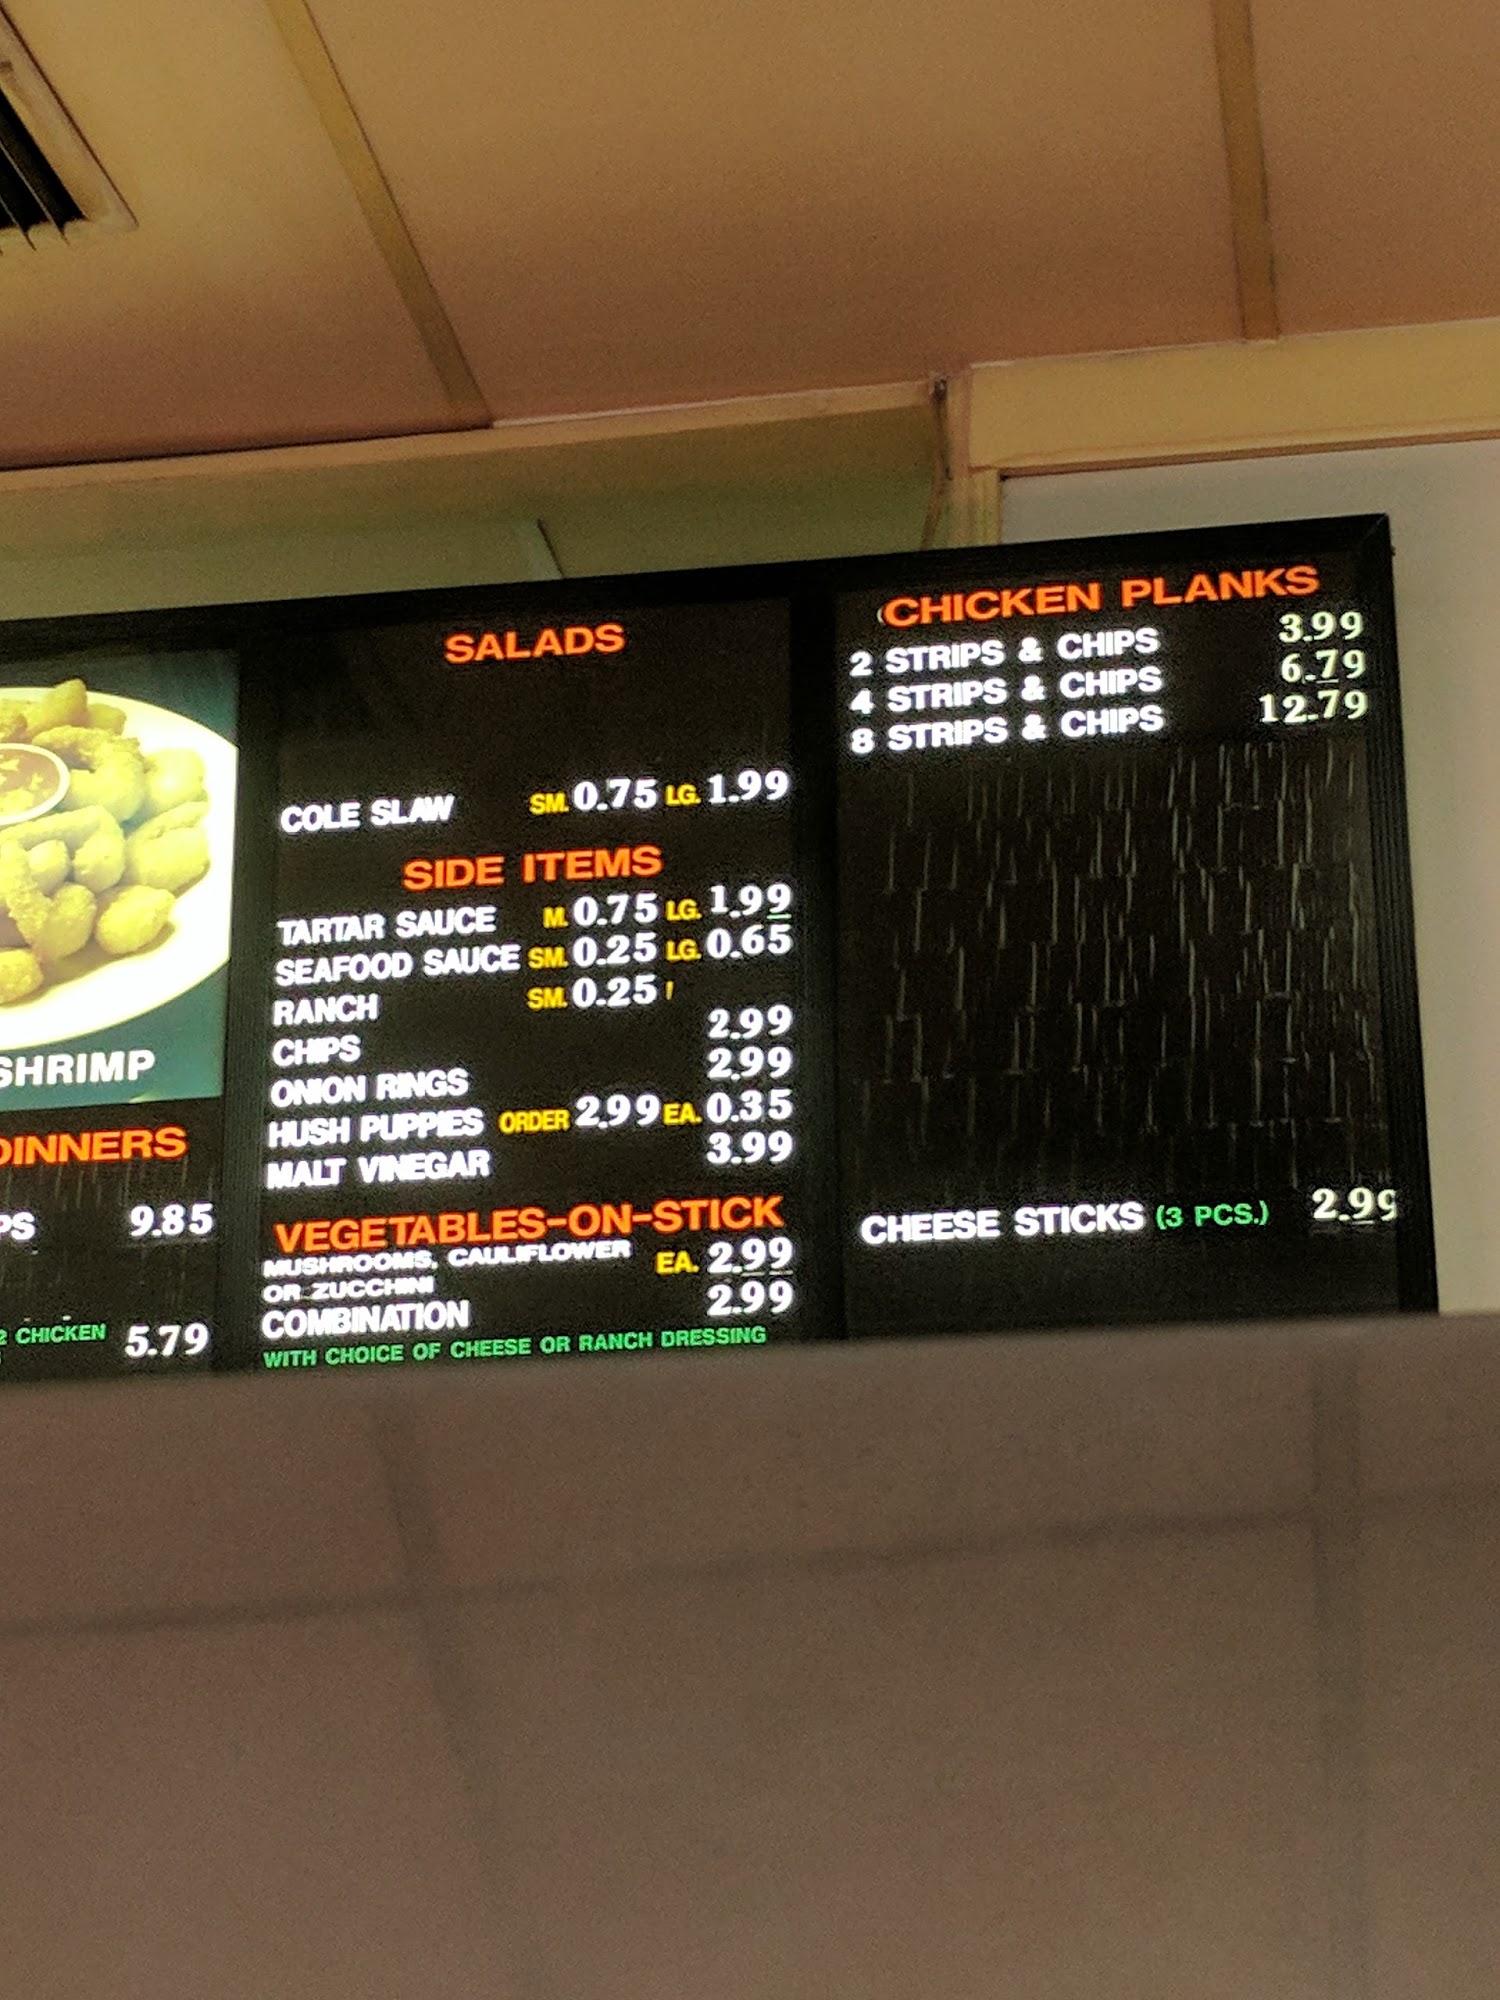 SHRIMP
DINNERS
PS 9.85
2 CHICKEN 5.79
SALADS
COLE SLAW SM. 0.75 LG. 1.99
SIDE ITEMS
TARTAR SAUCE M. 0.75 LG. 1.99
SEAFOOD SAUCE SM. 0.25 LG. 0.65
RANCH SM. 0.25
CHIPS 2.99
ONION RINGS 2.99
HUSH PUPPIES ORDER 2.99 EA. 0.35
MALT VINEGAR 3.99
VEGETABLES-ON-STICK
MUSHROOMS, CAULIFLOWER EA. 2.99
OR ZUCCHINI
COMBINATION 2.99
WITH CHOICE OF CHEESE OR RANCH DRESSING
CHICKEN PLANKS
2 STRIPS & CHIPS 3.99
4 STRIPS & CHIPS 6.79
8 STRIPS & CHIPS 12.79
CHEESE STICKS (3 PCS.) 2.99